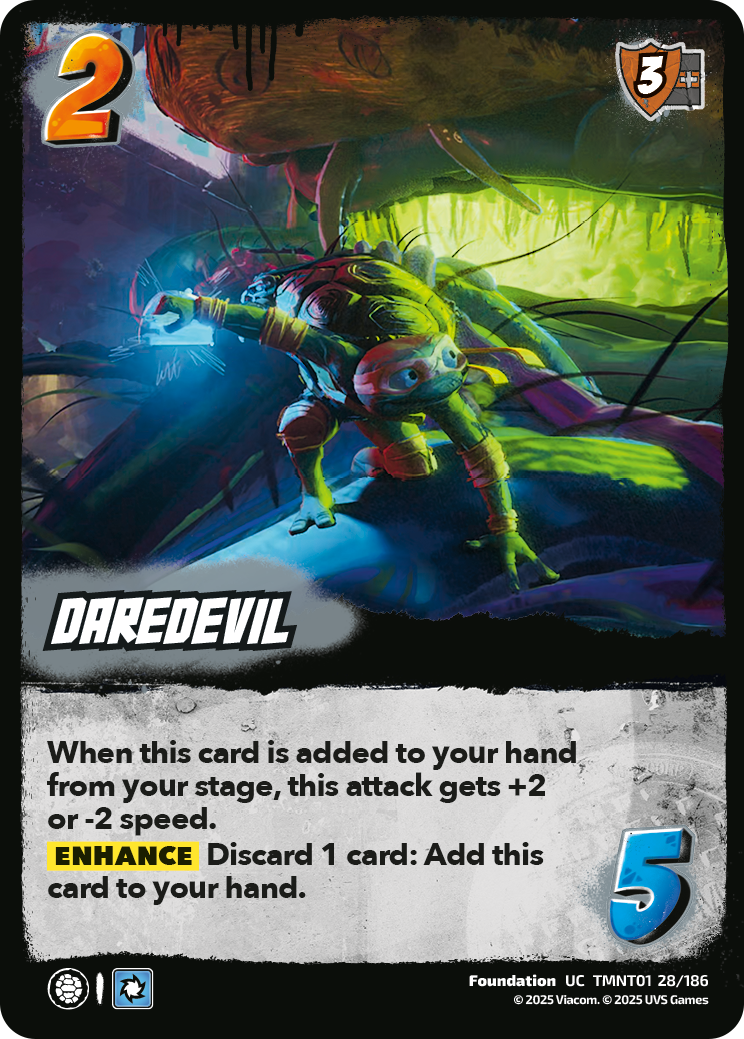 2
3
DAREDEVIL
When this card is added to your hand
from your stage, this attack gets +2
or -2 speed.
ENHANCE Discard 1 card: Add this
card to your hand.
5
Foundation UC TMNT01 28/186
© 2025 Viacom. © 2025 UVS Games